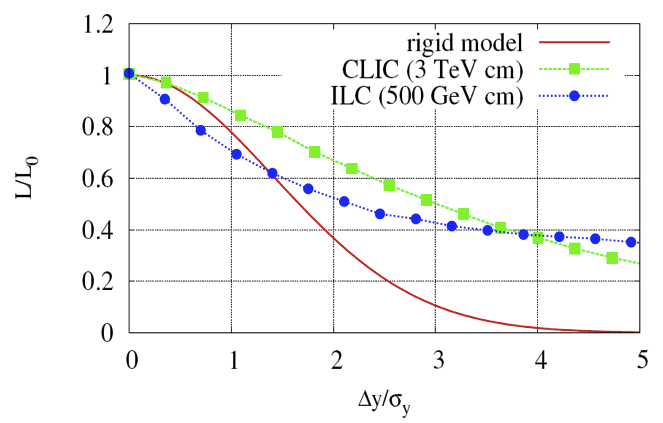 1.2
1
0.8
0.6
0.4
0.2
0
L/L0
rigid model
CLIC (3 TeV cm)
ILC (500 GeV cm)
0 1 2 3 4 5
Δy/σy